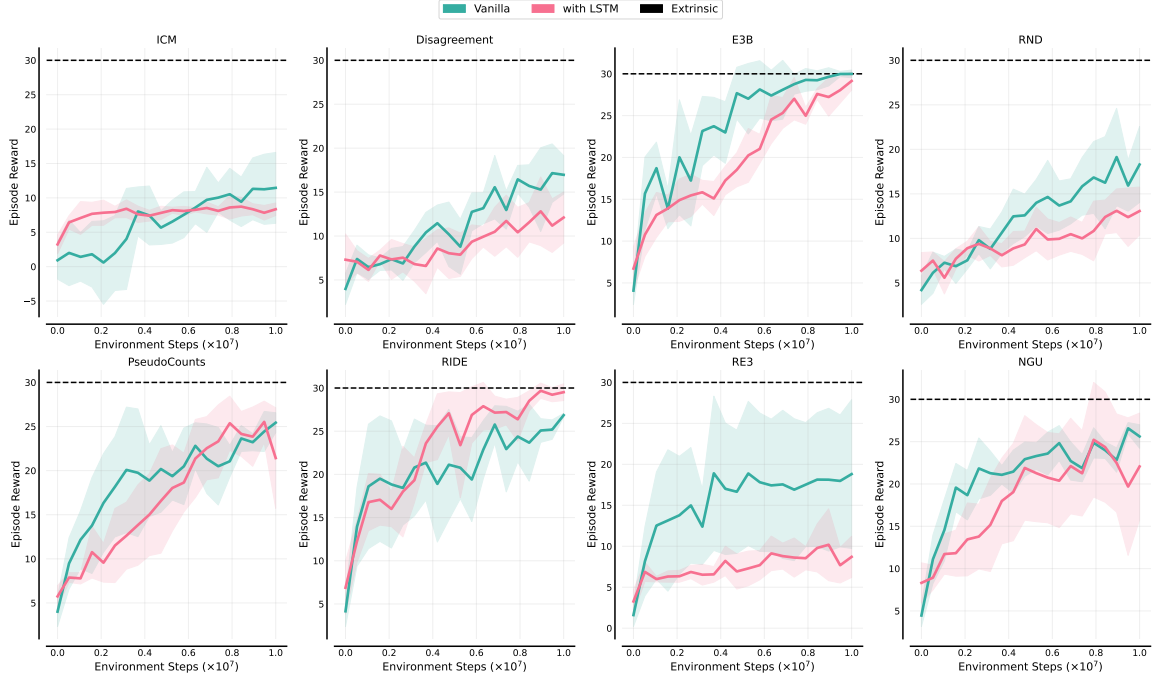 Vanilla with LSTM Extrinsic
ICM
Episode Reward
30
20
15
10
5
0
−5
0.0 0.2 0.4 0.6 0.8 1.0
Environment Steps (×10⁷)
Disagreement
Episode Reward
30
25
20
15
10
5
0.0 0.2 0.4 0.6 0.8 1.0
Environment Steps (×10⁷)
E3B
Episode Reward
30
25
20
15
10
5
0.0 0.2 0.4 0.6 0.8 1.0
Environment Steps (×10⁷)
RND
Episode Reward
30
25
20
15
10
5
0.0 0.2 0.4 0.6 0.8 1.0
Environment Steps (×10⁷)
PseudoCounts
Episode Reward
30
25
20
15
10
5
0.0 0.2 0.4 0.6 0.8 1.0
Environment Steps (×10⁷)
RIDE
Episode Reward
30
25
20
15
10
5
0.0 0.2 0.4 0.6 0.8 1.0
Environment Steps (×10⁷)
RE3
Episode Reward
30
25
20
15
10
5
0
0.0 0.2 0.4 0.6 0.8 1.0
Environment Steps (×10⁷)
NGU
Episode Reward
30
25
20
15
10
5
0.0 0.2 0.4 0.6 0.8 1.0
Environment Steps (×10⁷)